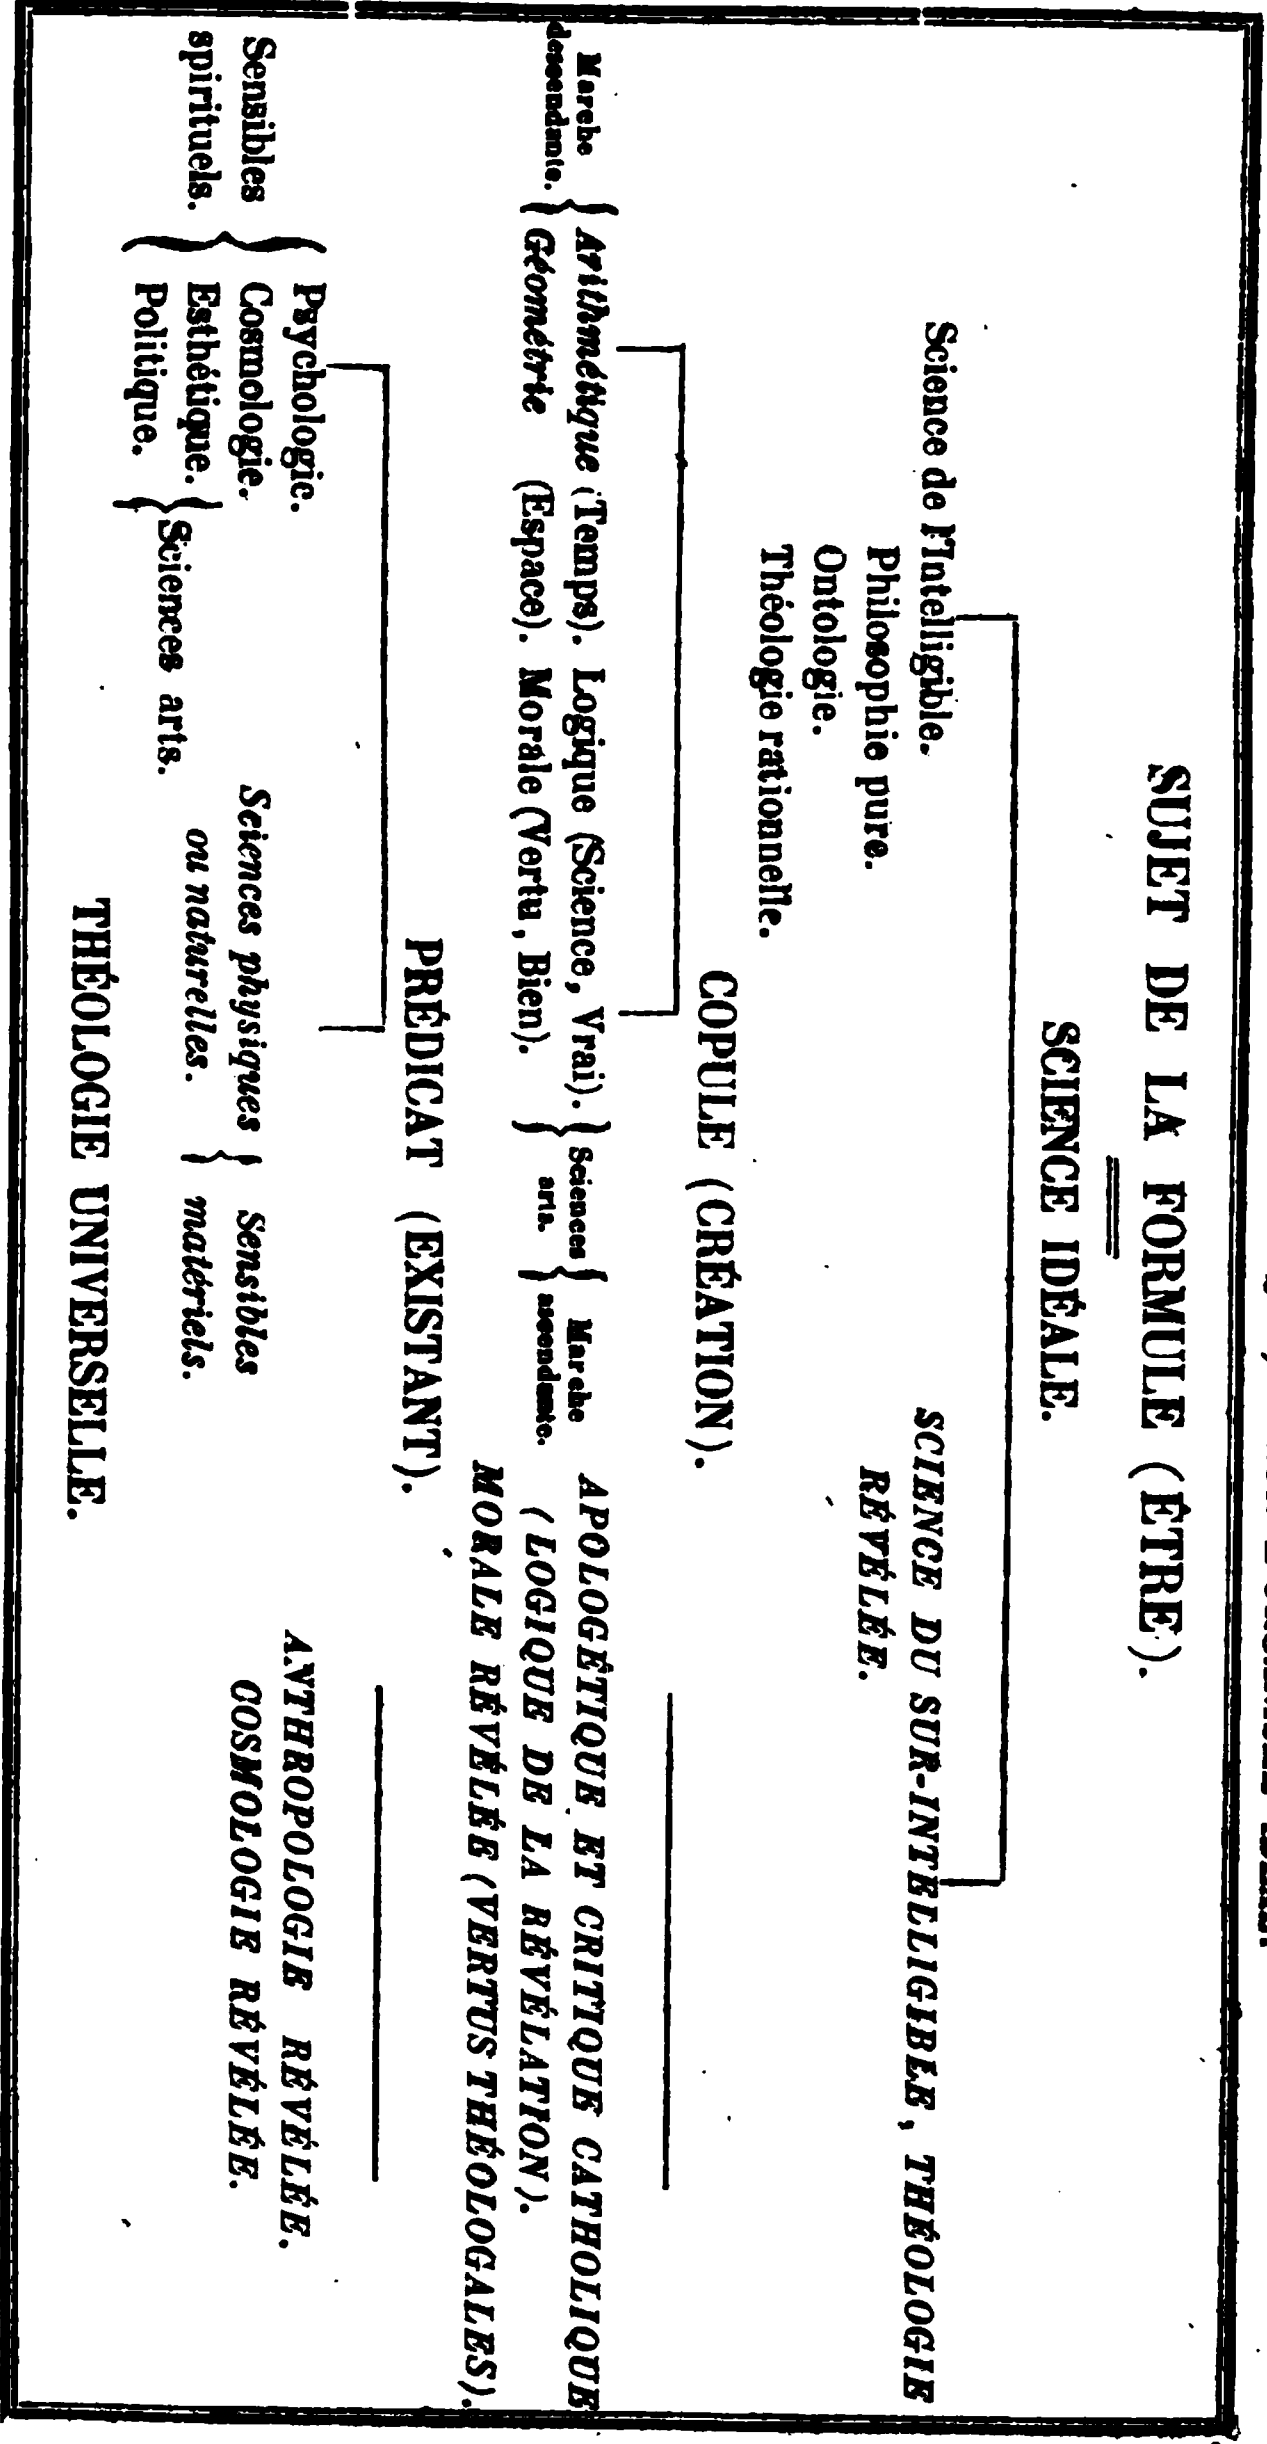 SUJET DE LA FORMULE (ÊTRE).
SCIENCE IDÉALE.
Science de l'Intelligible.
Philosophie pure.
Ontologie.
Théologie rationnelle.
SCIENCE DU SUR-INTELLIGIBLE, THÉOLOGIE
RÉVÉLÉE.
COPULE (CRÉATION).
Marche
descendante.
Arithmétique (Temps).
Géométrie (Espace).
Logique (Science, Vrai).
Morale (Vertu, Bien).
Sciences
arts.
Marche
ascendante.
APOLOGÉTIQUE ET CRITIQUE CATHOLIQUE
(LOGIQUE DE LA RÉVÉLATION).
MORALE RÉVÉLÉE (VERTUS THÉOLOGALES).
PRÉDICAT (EXISTANT).
Sensibles
spirituels.
Psychologie.
Cosmologie.
Esthétique.
Politique.
Sciences arts.
Sciences physiques
ou naturelles.
Sensibles
matériels.
ANTHROPOLOGIE RÉVÉLÉE.
COSMOLOGIE RÉVÉLÉE.
THÉOLOGIE UNIVERSELLE.